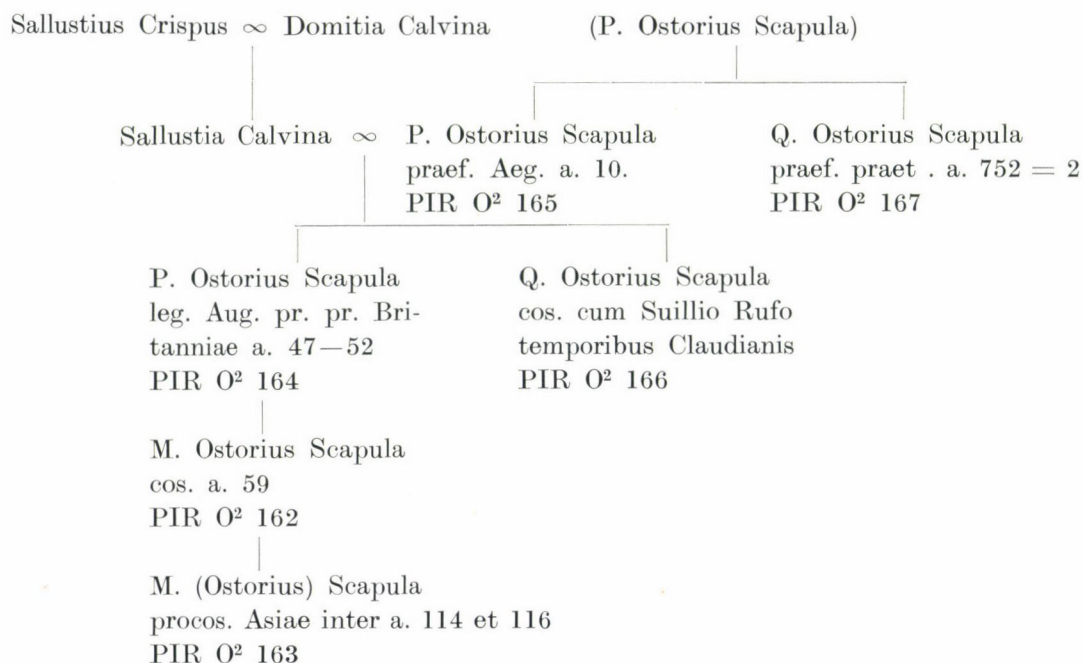 Sallustius Crispus ∞ Domitia Calvina (P. Ostorius Scapula)
Sallustia Calvina ∞ P. Ostorius Scapula Q. Ostorius Scapula
praef. Aeg. a. 10. praef. praet . a. 752 = 2
PIR O² 165 PIR O² 167
P. Ostorius Scapula Q. Ostorius Scapula
leg. Aug. pr. pr. Bri- cos. cum Suillio Rufo
tanniae a. 47—52 temporibus Claudianis
PIR O² 164 PIR O² 166
M. Ostorius Scapula
cos. a. 59
PIR O² 162
M. (Ostorius) Scapula
procos. Asiae inter a. 114 et 116
PIR O² 163